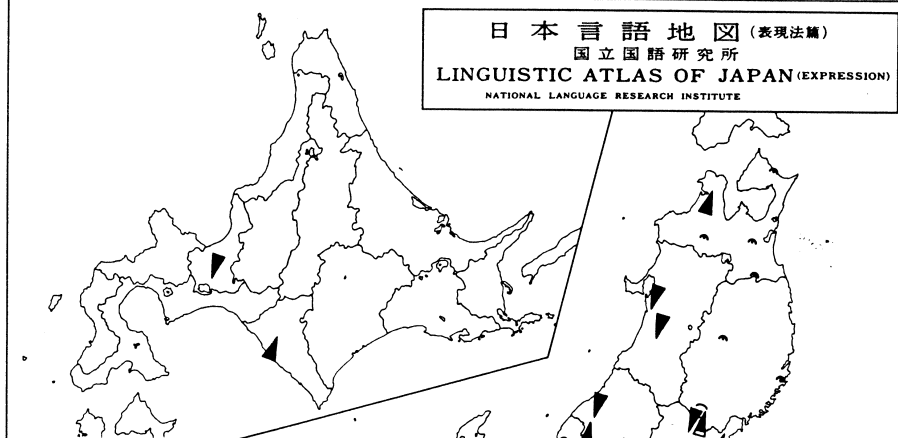 日本言語地図(表現法篇)
国立国語研究所
LINGUISTIC ATLAS OF JAPAN (EXPRESSION)
NATIONAL LANGUAGE RESEARCH INSTITUTE